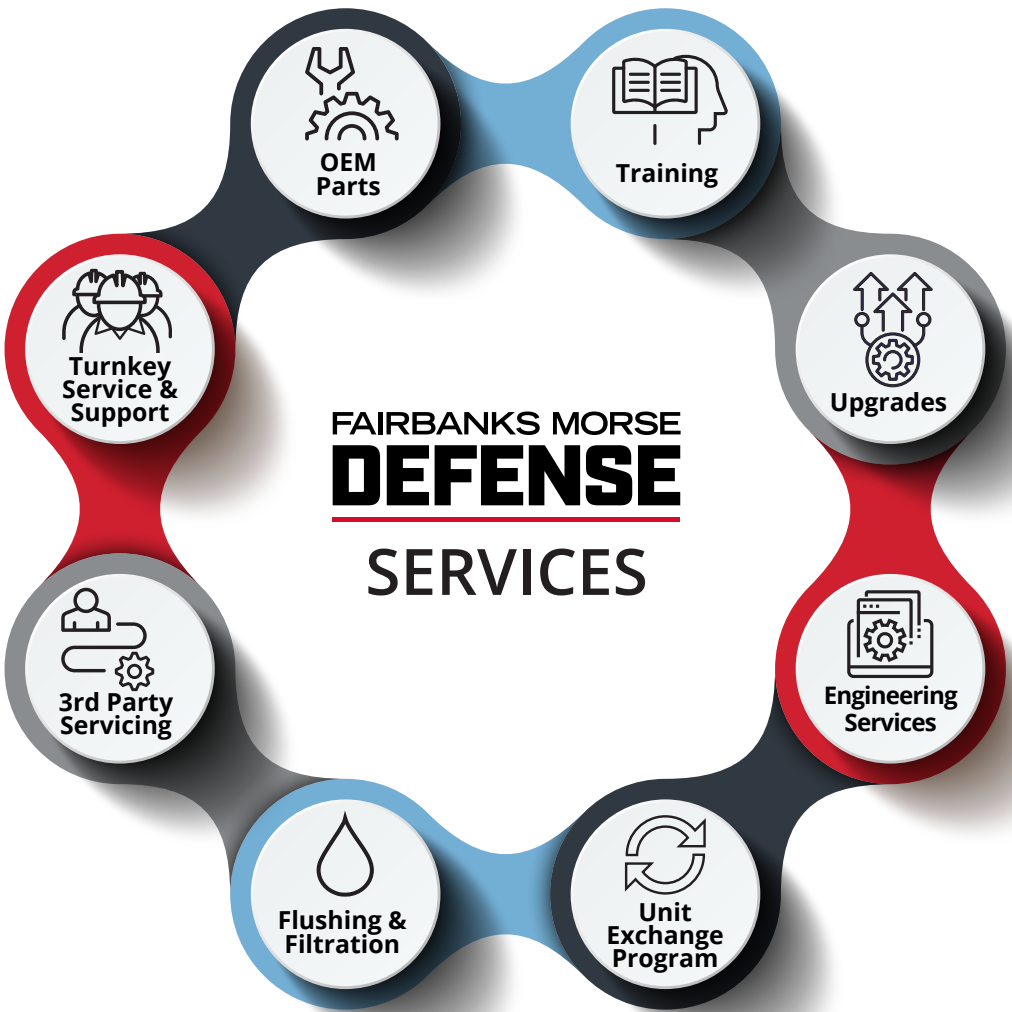 OEM
Parts
Training
Turnkey
Service &
Support
Upgrades
FAIRBANKS MORSE
DEFENSE
SERVICES
3rd Party
Servicing
Engineering
Services
Flushing &
Filtration
Unit
Exchange
Program